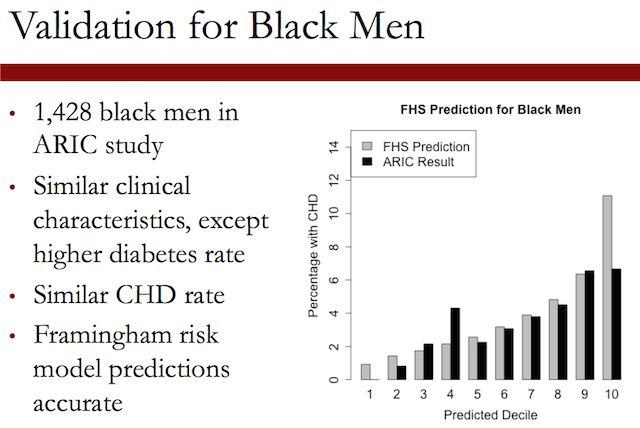 Validation for Black Men
• 1,428 black men in
ARIC study
• Similar clinical
characteristics, except
higher diabetes rate
• Similar CHD rate
• Framingham risk
model predictions
accurate
FHS Prediction for Black Men
FHS Prediction
ARIC Result
Percentage with CHD
14
12
10
8
6
4
2
0
1 2 3 4 5 6 7 8 9 10
Predicted Decile